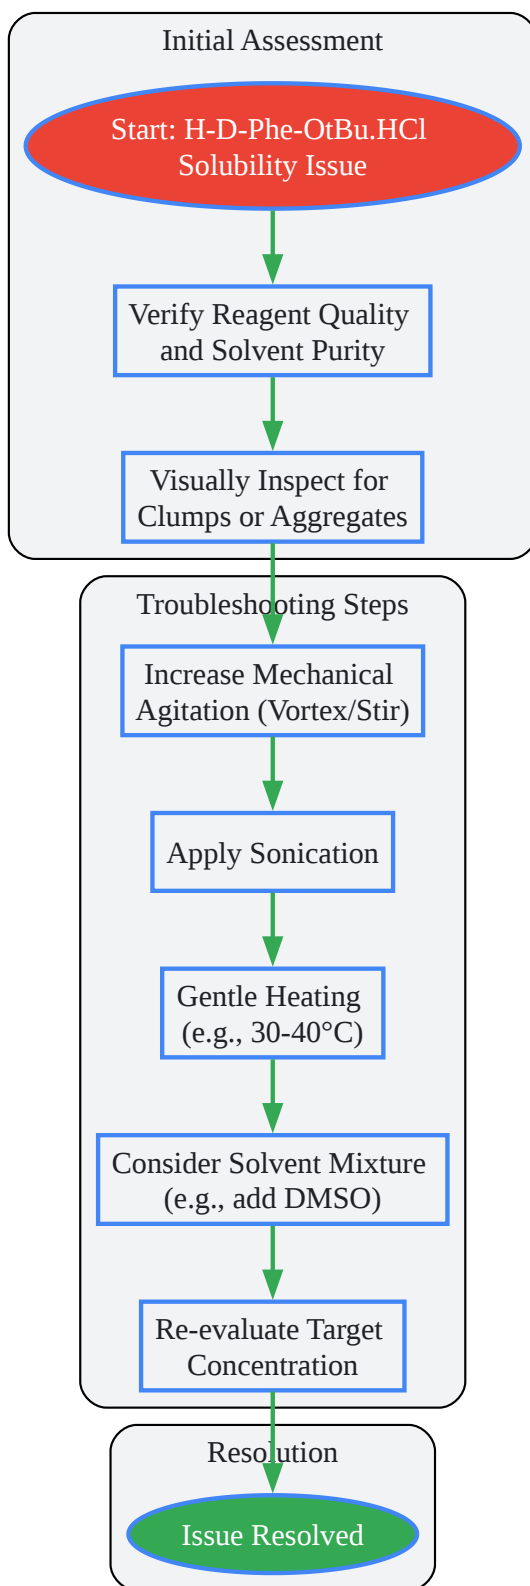 Initial Assessment
Start: H-D-Phe-OtBu.HCl
Solubility Issue
Verify Reagent Quality
and Solvent Purity
Visually Inspect for
Clumps or Aggregates
Troubleshooting Steps
Increase Mechanical
Agitation (Vortex/Stir)
Apply Sonication
Gentle Heating
(e.g., 30-40°C)
Consider Solvent Mixture
(e.g., add DMSO)
Re-evaluate Target
Concentration
Resolution
Issue Resolved